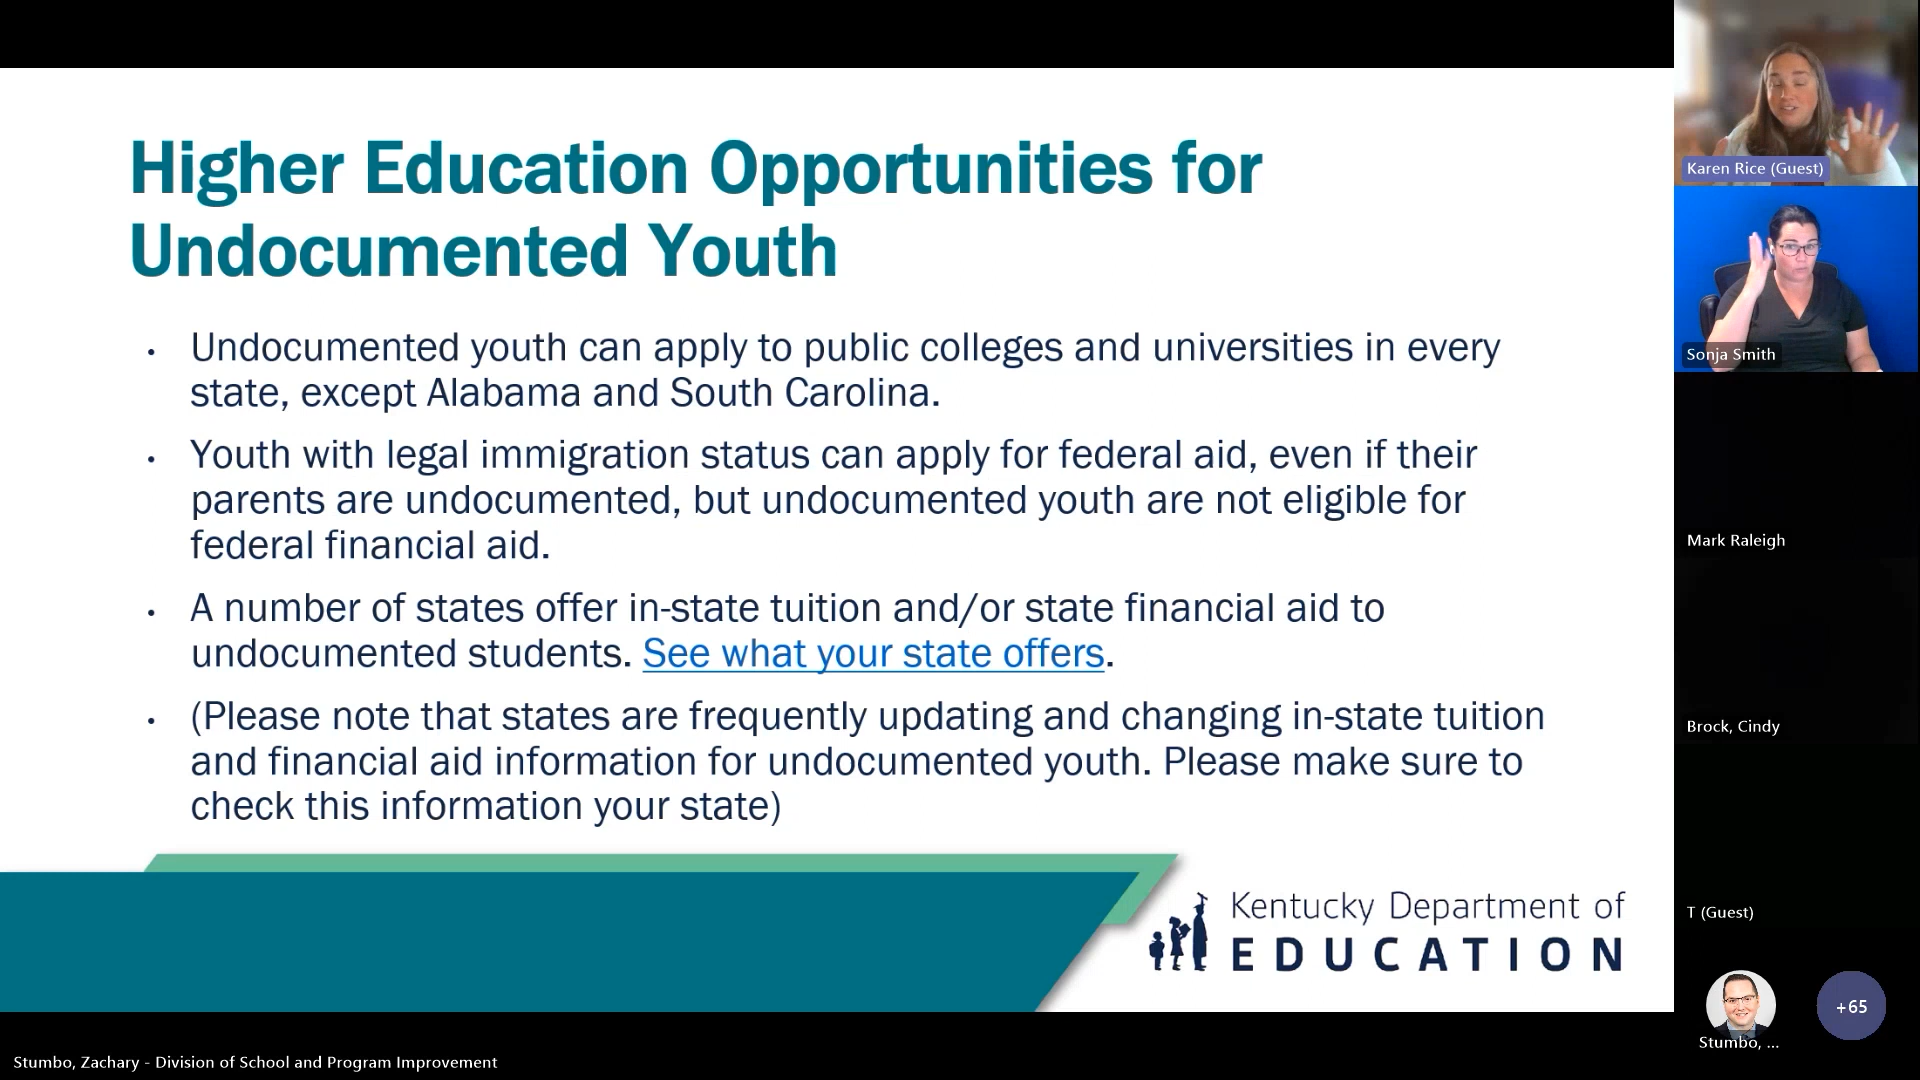 Higher Education Opportunities for
Undocumented Youth
• Undocumented youth can apply to public colleges and universities in every
state, except Alabama and South Carolina.
• Youth with legal immigration status can apply for federal aid, even if their
parents are undocumented, but undocumented youth are not eligible for
federal financial aid.
• A number of states offer in-state tuition and/or state financial aid to
undocumented students. See what your state offers.
• (Please note that states are frequently updating and changing in-state tuition
and financial aid information for undocumented youth. Please make sure to
check this information your state)
Kentucky Department of
EDUCATION
Karen Rice (Guest)
Sonja Smith
Mark Raleigh
Brock, Cindy
T (Guest)
+65
Stumbo, ...
Stumbo, Zachary - Division of School and Program Improvement